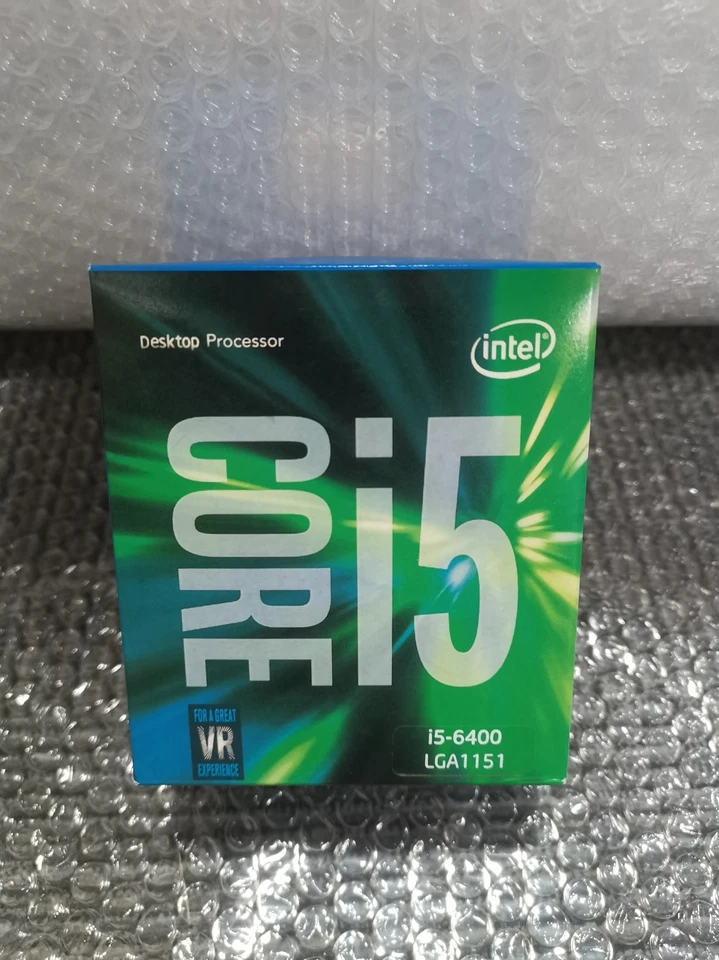 Desktop Processor
intel®
CORE i5
FOR A GREAT
VR
EXPERIENCE
i5-6400
LGA1151